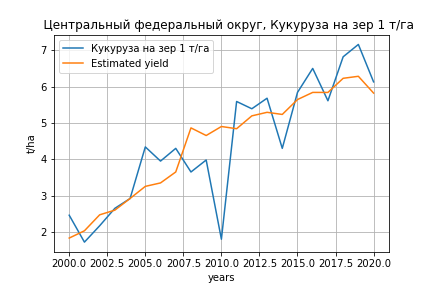 Центральный федеральный округ, Кукуруза на зер 1 т/га
Кукуруза на зер 1 т/га
Estimated yield
7
6
5
4
3
2
t/ha
2000.0 2002.5 2005.0 2007.5 2010.0 2012.5 2015.0 2017.5 2020.0
years